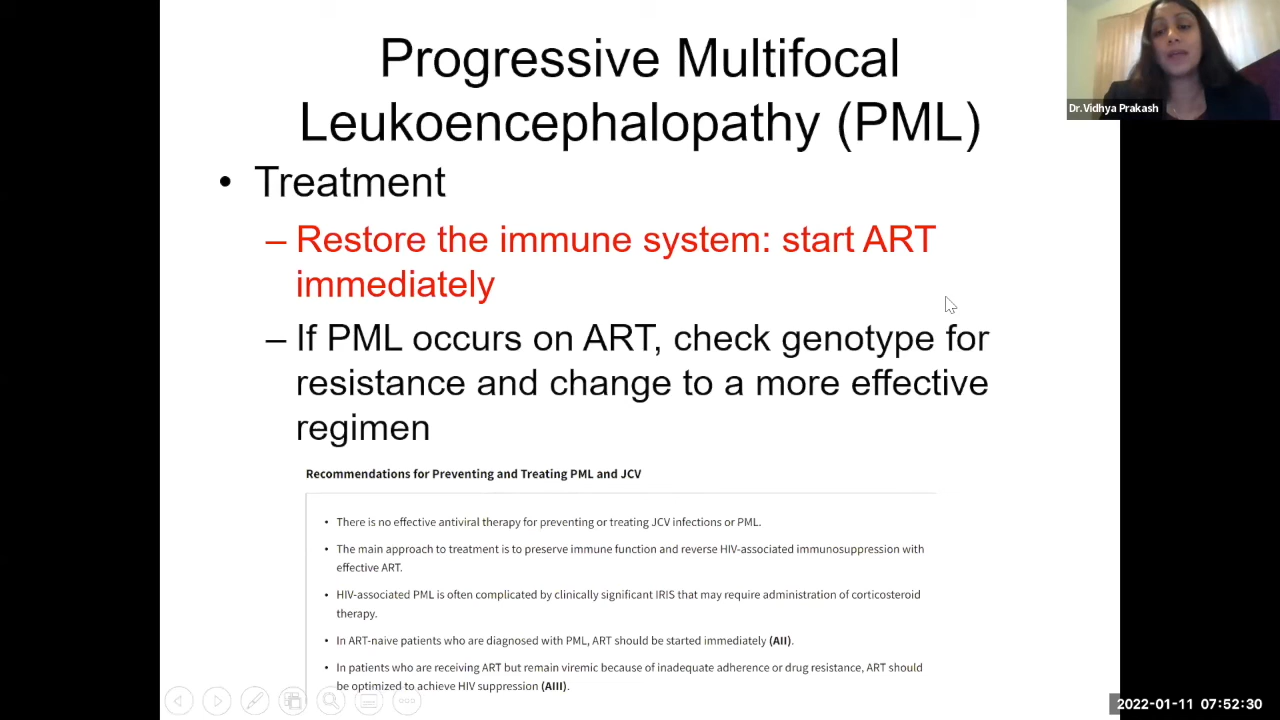 Progressive Multifocal
Leukoencephalopathy (PML)
• Treatment
– Restore the immune system: start ART
immediately
– If PML occurs on ART, check genotype for
resistance and change to a more effective
regimen
Recommendations for Preventing and Treating PML and JCV
• There is no effective antiviral therapy for preventing or treating JCV infections or PML.
• The main approach to treatment is to preserve immune function and reverse HIV-associated immunosuppression with
effective ART.
• HIV-associated PML is often complicated by clinically significant IRIS that may require administration of corticosteroid
therapy.
• In ART-naive patients who are diagnosed with PML, ART should be started immediately (AII).
• In patients who are receiving ART but remain viremic because of inadequate adherence or drug resistance, ART should
be optimized to achieve HIV suppression (AIII).
Dr.Vidhya Prakash
2022-01-11 07:52:30